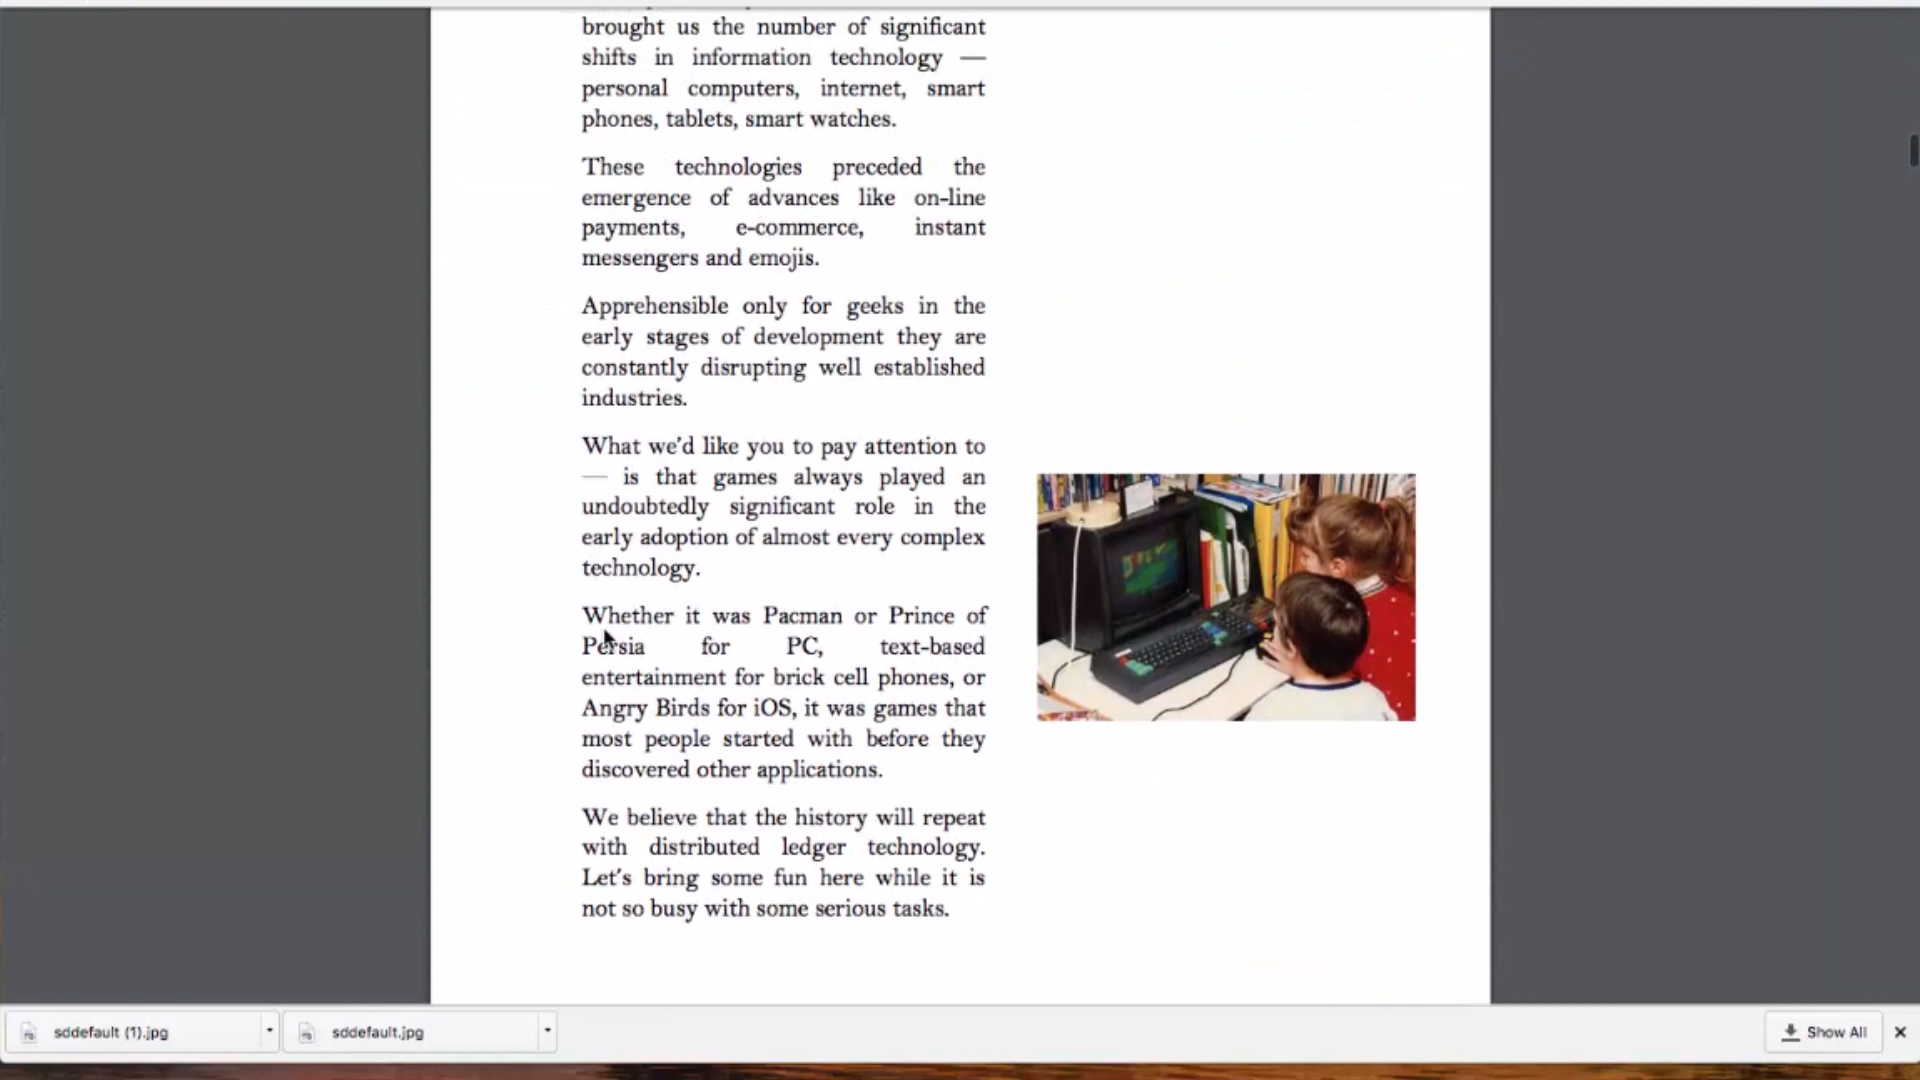 brought us the number of significant
shifts in information technology —
personal computers, internet, smart
phones, tablets, smart watches.
These technologies preceded the
emergence of advances like on-line
payments, e-commerce, instant
messengers and emojis.
Apprehensible only for geeks in the
early stages of development they are
constantly disrupting well established
industries.
What we'd like you to pay attention to
— is that games always played an
undoubtedly significant role in the
early adoption of almost every complex
technology.
Whether it was Pacman or Prince of
Persia for PC, text-based
entertainment for brick cell phones, or
Angry Birds for iOS, it was games that
most people started with before they
discovered other applications.
We believe that the history will repeat
with distributed ledger technology.
Let's bring some fun here while it is
not so busy with some serious tasks.
sddefault (1).jpg
sddefault.jpg
Show All